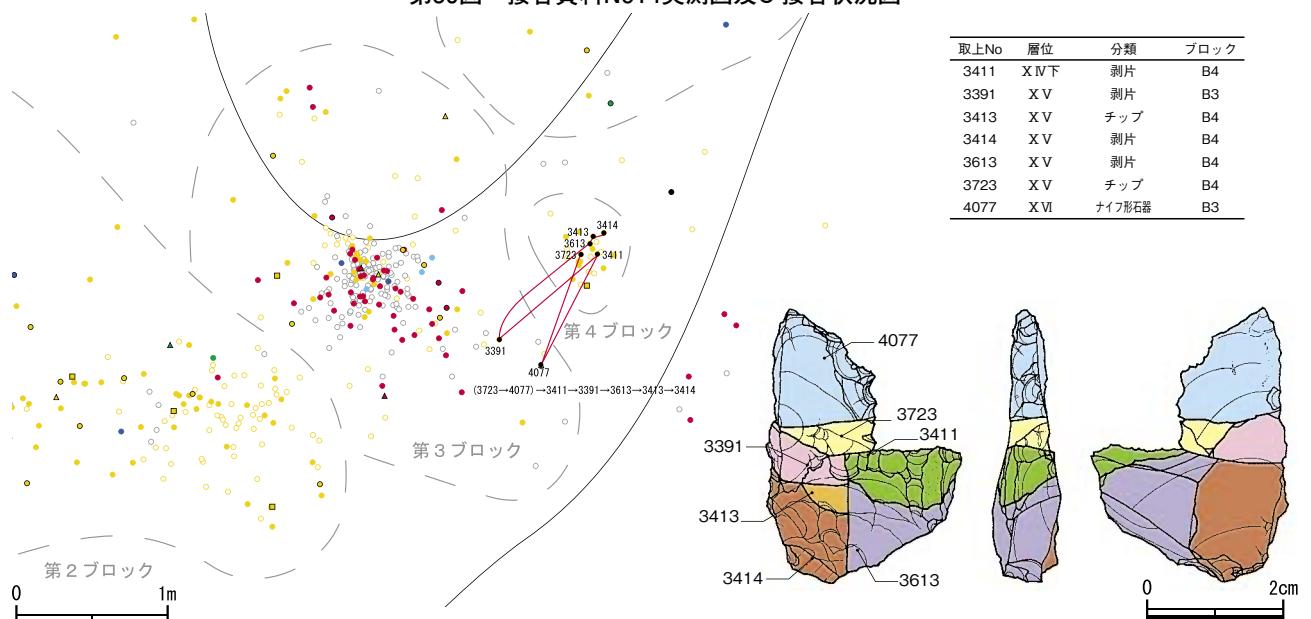 取上No 層位 分類 ブロック
3411 ⅩⅣ下 剥片 B4
3391 ⅩⅤ 剥片 B3
3413 ⅩⅤ チップ B4
3414 ⅩⅤ 剥片 B4
3613 ⅩⅤ 剥片 B4
3723 ⅩⅤ チップ B4
4077 ⅩⅥ ナイフ形石器 B3
3414
3413
3613
3723
3411
第4ブロック
3391
4077
(3723→4077)→3411→3391→3613→3413→3414
第3ブロック
第2ブロック
0 1m
4077
3723
3391
3411
3413
3414
3613
0 2cm